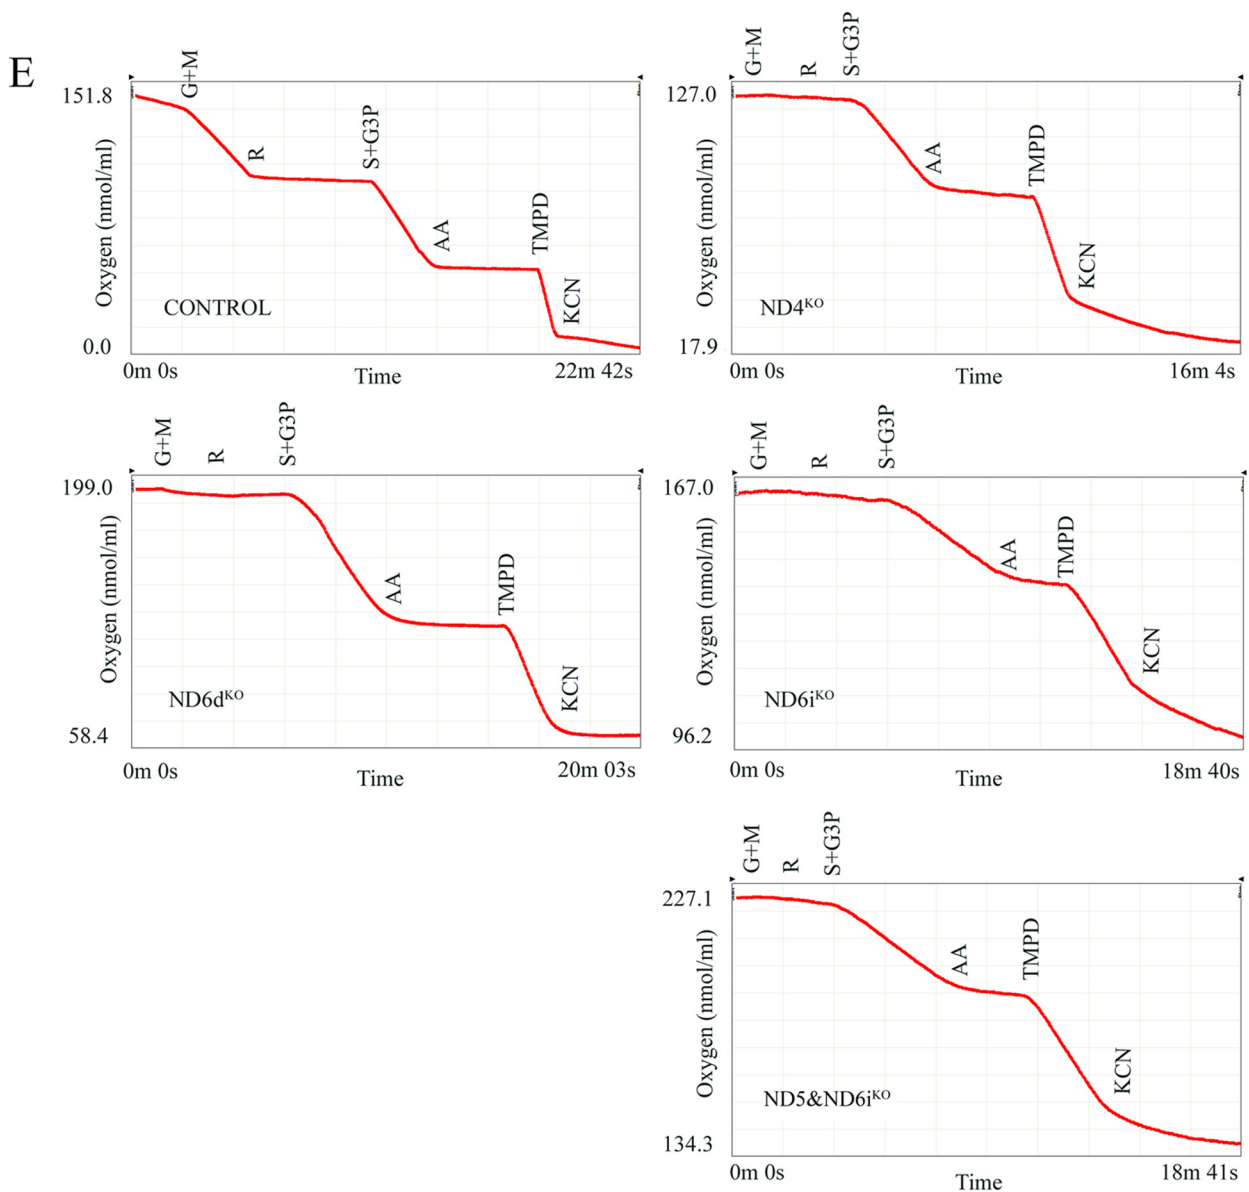 E
G+M
R
S+G3P
AA
TMPD
KCN
151.8
0.0
Oxygen (nmol/ml)
CONTROL
0m 0s
Time
22m 42s
G+M
R
S+G3P
AA
TMPD
KCN
127.0
17.9
Oxygen (nmol/ml)
ND4ᴷᴼ
0m 0s
Time
16m 4s
G+M
R
S+G3P
AA
TMPD
KCN
199.0
58.4
Oxygen (nmol/ml)
ND6dᴷᴼ
0m 0s
Time
20m 03s
G+M
R
S+G3P
AA
TMPD
KCN
167.0
96.2
Oxygen (nmol/ml)
ND6iᴷᴼ
0m 0s
Time
18m 40s
G+M
R
S+G3P
AA
TMPD
KCN
227.1
134.3
Oxygen (nmol/ml)
ND5&ND6iᴷᴼ
0m 0s
Time
18m 41s